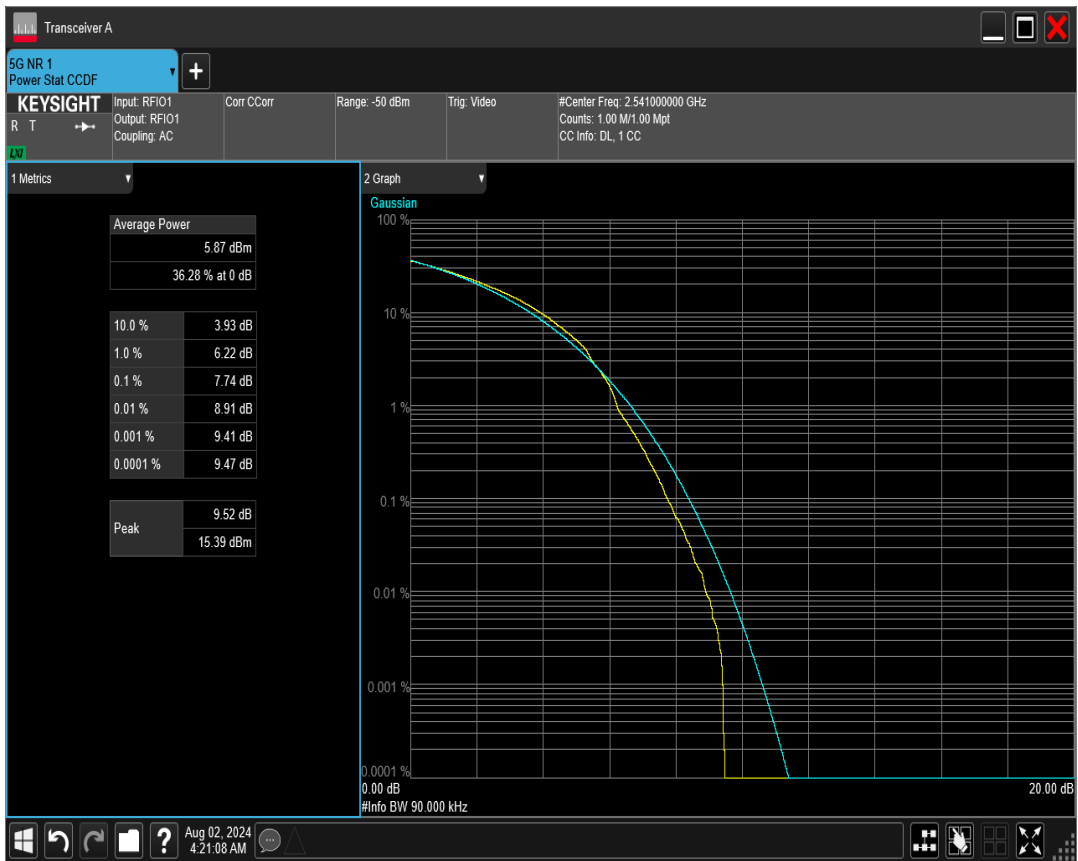 Transceiver A
5G NR 1
Power Stat CCDF
+
KEYSIGHT
R T
LXI
Input: RFIO1
Output: RFIO1
Coupling: AC
Corr CCorr
Range: -50 dBm
Trig: Video
#Center Freq: 2.541000000 GHz
Counts: 1.00 M/1.00 Mpt
CC Info: DL, 1 CC
1 Metrics
Average Power
5.87 dBm
36.28 % at 0 dB
10.0 % 3.93 dB
1.0 % 6.22 dB
0.1 % 7.74 dB
0.01 % 8.91 dB
0.001 % 9.41 dB
0.0001 % 9.47 dB
Peak
9.52 dB
15.39 dBm
2 Graph
Gaussian
100 %
10 %
1 %
0.1 %
0.01 %
0.001 %
0.0001 %
0.00 dB 20.00 dB
#Info BW 90.000 kHz
?
Aug 02, 2024
4:21:08 AM